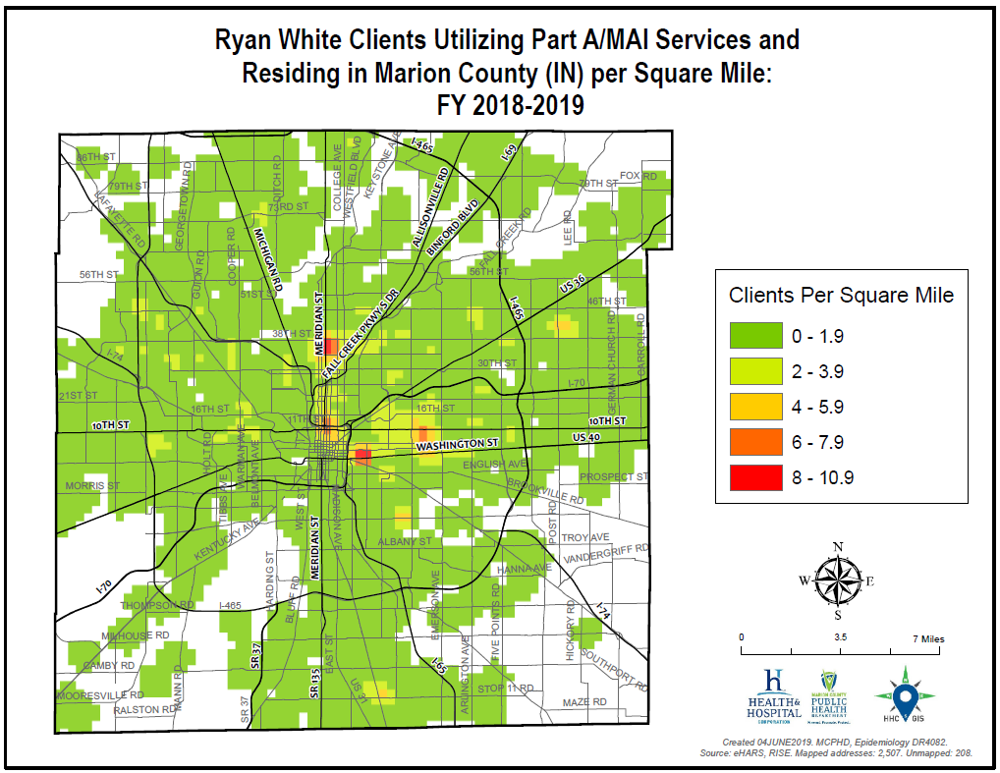 Ryan White Clients Utilizing Part A/MAI Services and
Residing in Marion County (IN) per Square Mile:
FY 2018-2019
86TH ST
79TH ST
LAFAYETTE RD
GEORGETOWN RD
DITCH RD
73RD ST
COLLEGE AVE
WESTFIELD BLVD
KEYSTONE AVE
I-465
I-69
ALLISONVILLE RD
BINFORD BLVD
FALL CREEK RD
79TH ST
FOX RD
LEE RD
MICHIGAN RD
COOPER RD
GUION RD
56TH ST
51ST ST
56TH ST
US 36
46TH ST
I-465
MERIDIAN ST
FALL CREEK PKWY S DR
38TH ST
I-74
30TH ST
I-70
GERMAN CHURCH RD
CARROLL RD
21ST ST
16TH ST
16TH ST
10TH ST
11TH ST
10TH ST
US 40
WASHINGTON ST
HOLT RD
WARMAN AVE
BELMONT AVE
TIBBS AVE
ENGLISH AVE
PROSPECT ST
BROOKVILLE RD
MORRIS ST
WEST ST
MADISON AVE
KENTUCKY AVE
MERIDIAN ST
ALBANY ST
POST RD
TROY AVE
VANDERGRIFF RD
HANNA AVE
I-70
HARDING ST
BLUFF RD
THOMPSON RD
I-465
EMERSON AVE
FIVE POINTS RD
I-74
HICKORY RD
MILHOUSE RD
CAMBY RD
MANN RD
SR 37
SR 135
EAST ST
I-65
ARLINGTON AVE
SOUTHPORT RD
MOORESVILLE RD
RALSTON RD
SR 37
US 31
STOP 11 RD
MAZE RD
Clients Per Square Mile
0 - 1.9
2 - 3.9
4 - 5.9
6 - 7.9
8 - 10.9
N
W
E
S
0
3.5
7 Miles
h
HEALTH&
HOSPITAL
CORPORATION
MARION COUNTY
PUBLIC
HEALTH
DEPARTMENT
Prevent. Promote. Protect.
HHC
GIS
Created 04JUNE2019. MCPHD, Epidemiology DR4082.
Source: eHARS, RISE. Mapped addresses: 2,507. Unmapped: 208.